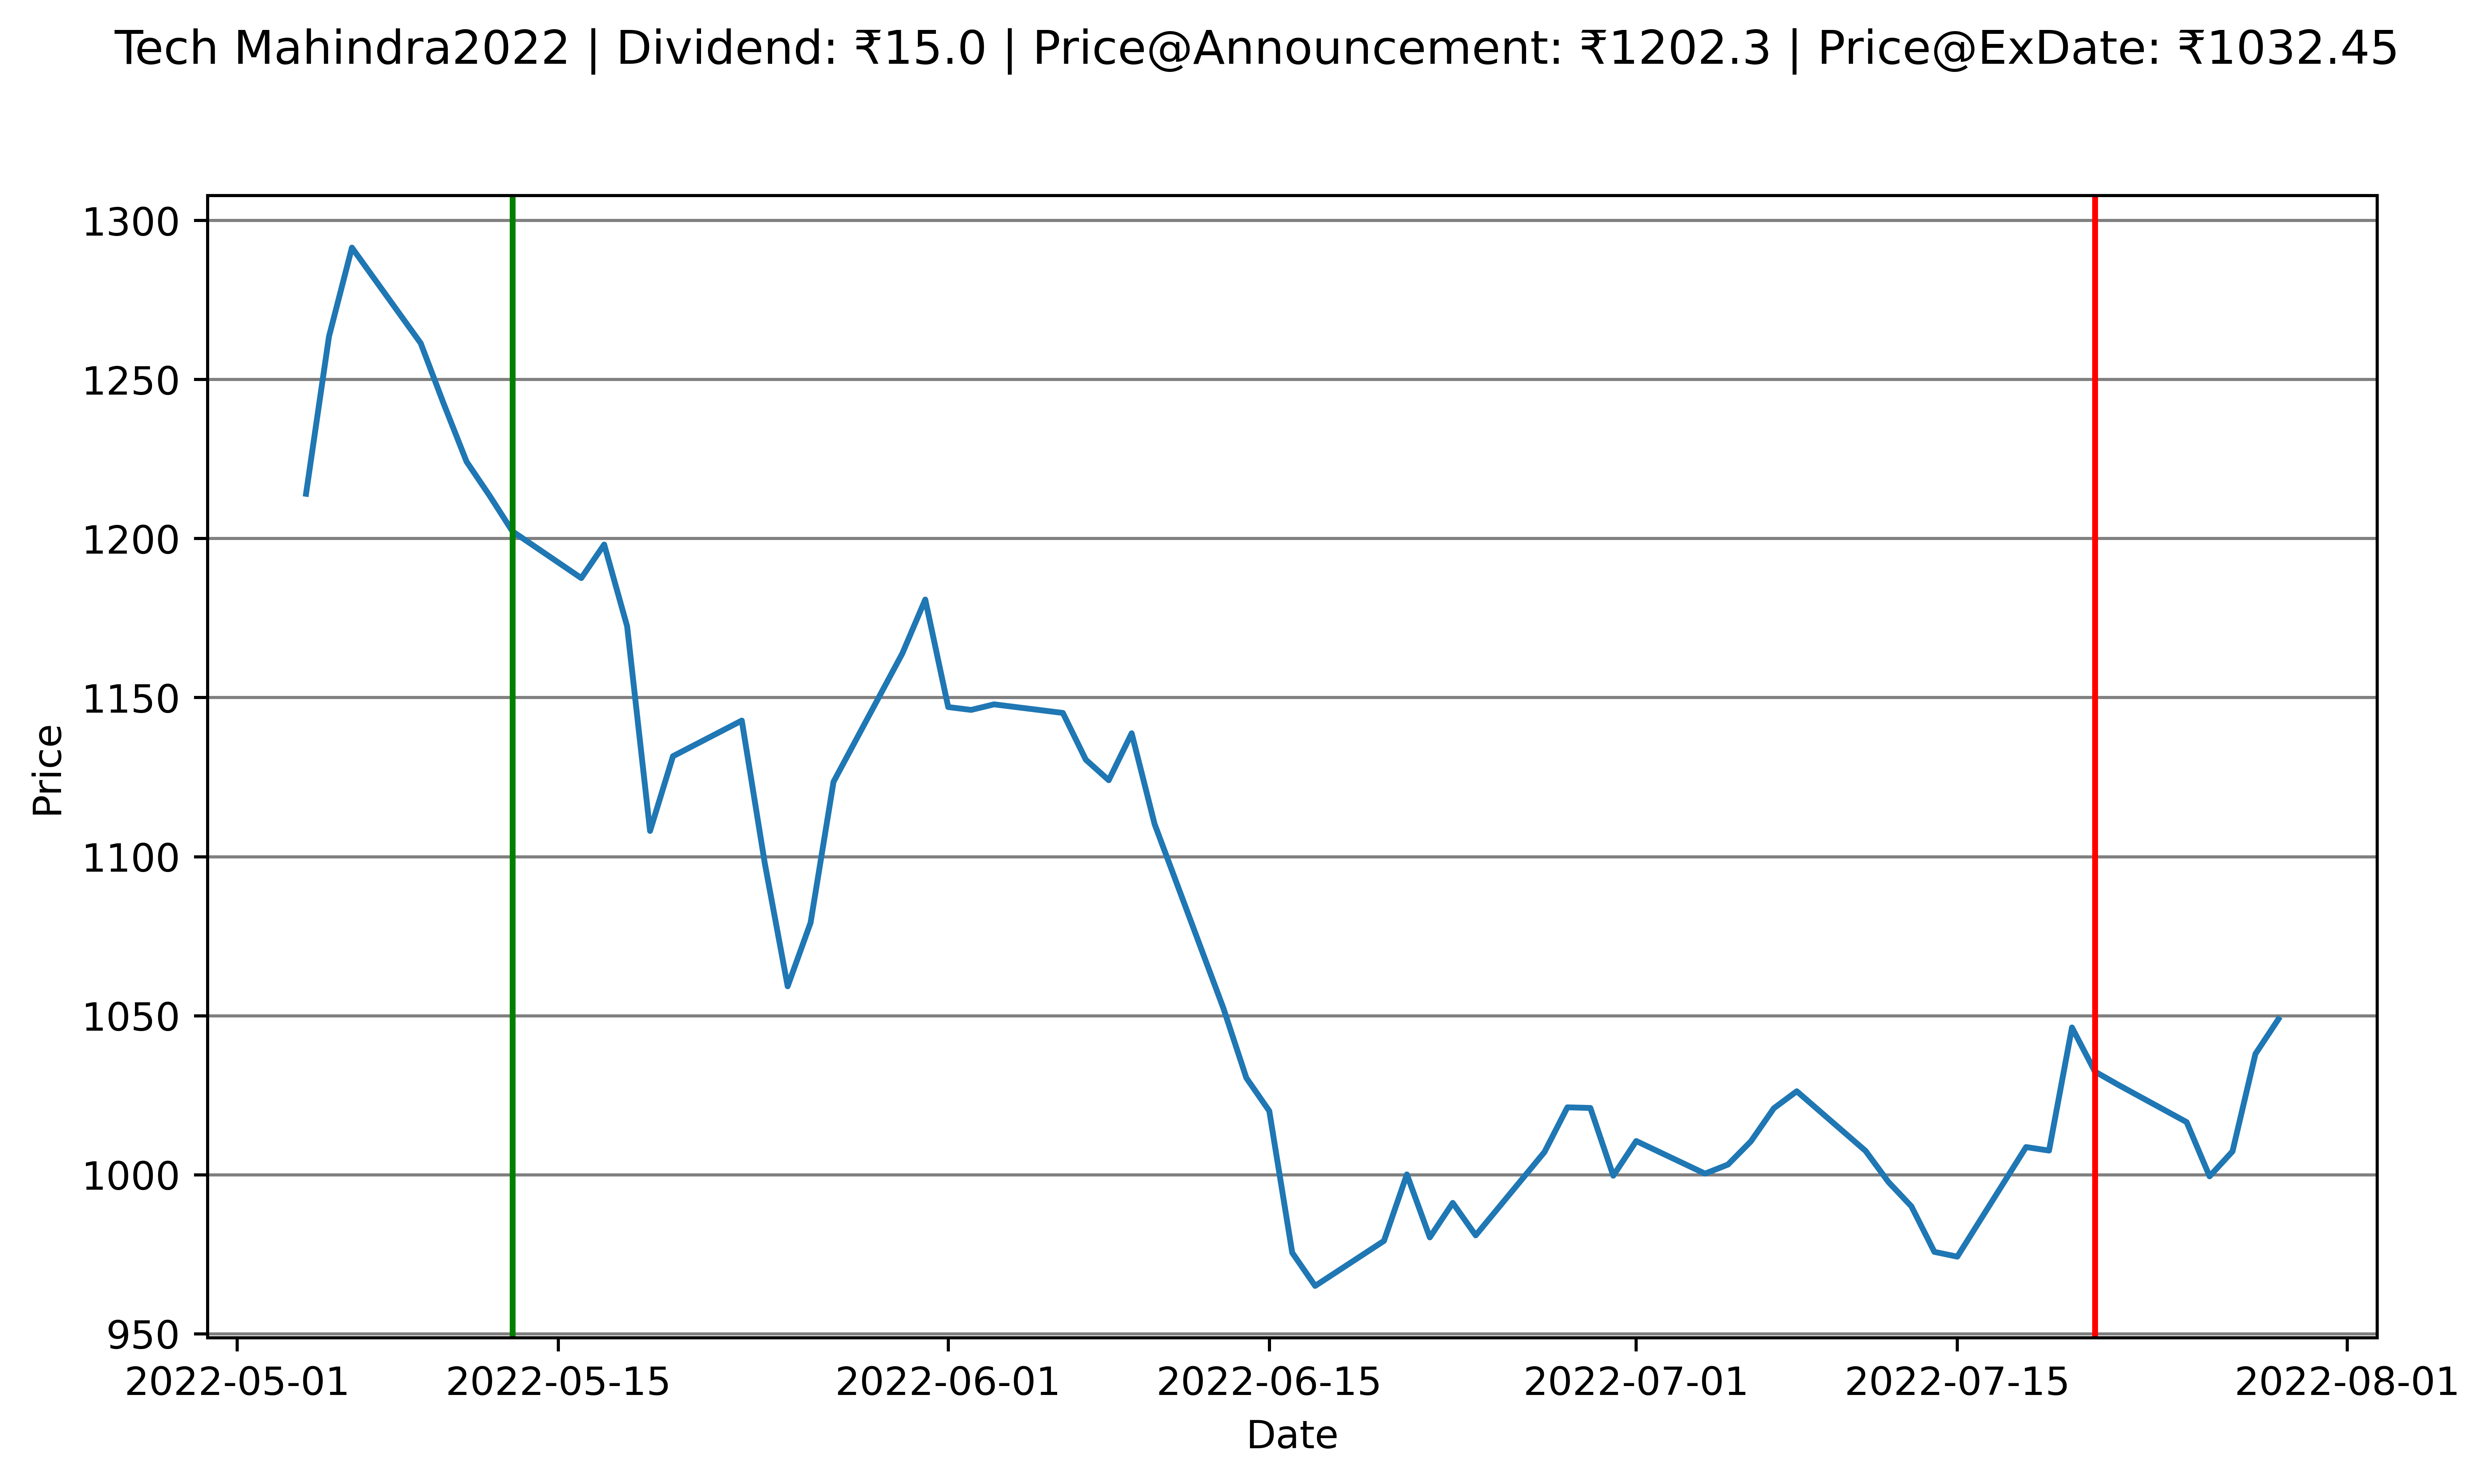 Tech Mahindra2022 | Dividend: ₹15.0 | Price@Announcement: ₹1202.3 | Price@ExDate: ₹1032.45
1300
1250
1200
1150
1100
1050
1000
950
Price
2022-05-01 2022-05-15 2022-06-01 2022-06-15 2022-07-01 2022-07-15 2022-08-01
Date